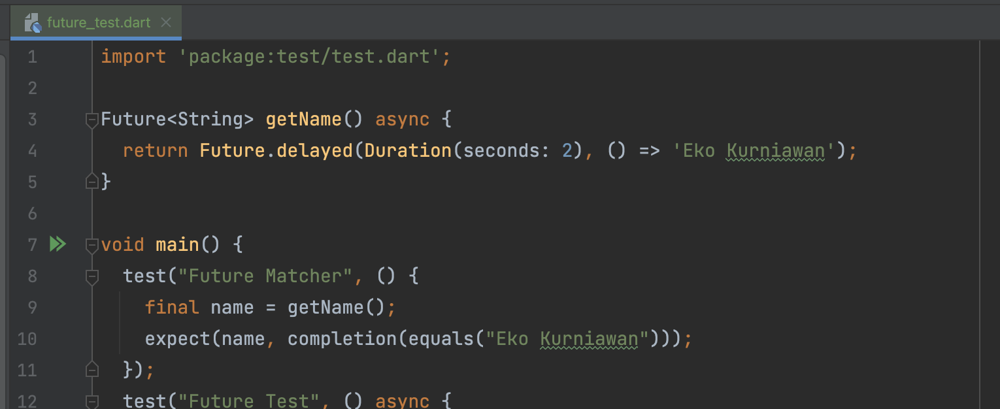 future_test.dart
1 import 'package:test/test.dart';
2
3 Future<String> getName() async {
4 return Future.delayed(Duration(seconds: 2), () => 'Eko Kurniawan');
5 }
6
7 void main() {
8 test("Future Matcher", () {
9 final name = getName();
10 expect(name, completion(equals("Eko Kurniawan")));
11 });
12 test("Future Test", () async {